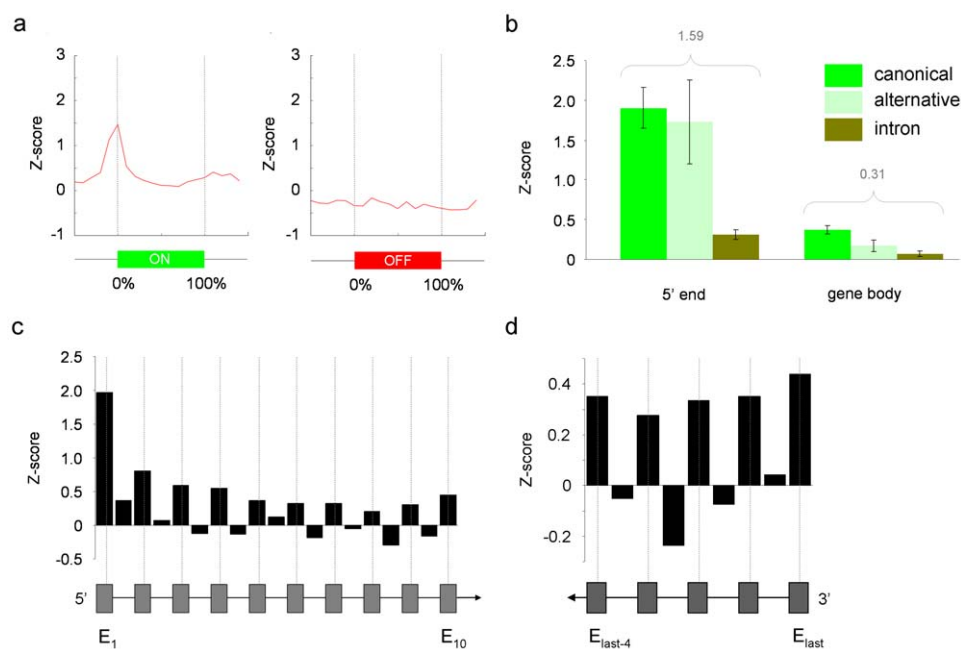 a
3
2
1
0
-1
Z-score
ON
0%
100%
3
2
1
0
-1
Z-score
OFF
0%
100%
b
1.59
2.5
2.0
1.5
1.0
0.5
0
Z-score
canonical
alternative
intron
0.31
5' end
gene body
c
2.5
2.0
1.5
1.0
0.5
0
-0.5
Z-score
5'
E1
E10
d
0.4
0.2
0
-0.2
Z-score
3'
Elast-4
Elast